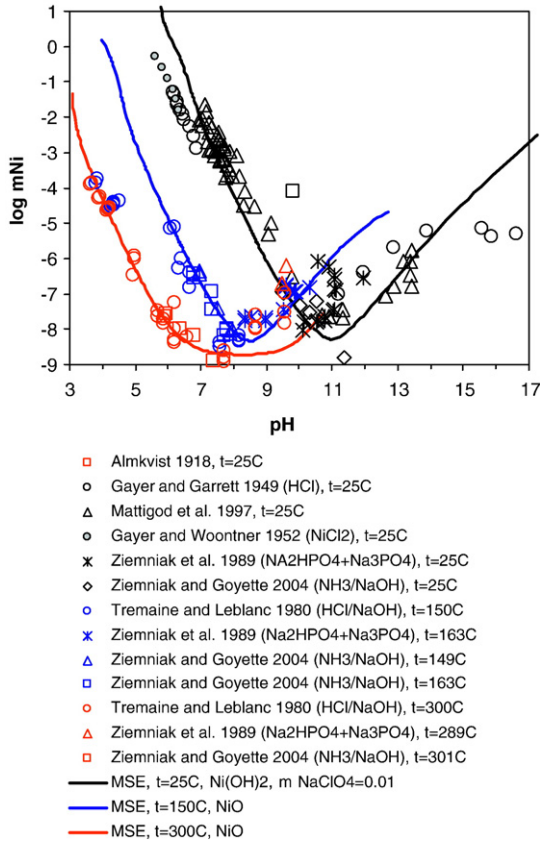 1
0
-1
-2
-3
-4
-5
-6
-7
-8
-9
log mNi
3 5 7 9 11 13 15 17
pH
Almkvist 1918, t=25C
Gayer and Garrett 1949 (HCl), t=25C
Mattigod et al. 1997, t=25C
Gayer and Woontner 1952 (NiCl2), t=25C
Ziemniak et al. 1989 (NA2HPO4+Na3PO4), t=25C
Ziemniak and Goyette 2004 (NH3/NaOH), t=25C
Tremaine and Leblanc 1980 (HCl/NaOH), t=150C
Ziemniak et al. 1989 (Na2HPO4+Na3PO4), t=163C
Ziemniak and Goyette 2004 (NH3/NaOH), t=149C
Ziemniak and Goyette 2004 (NH3/NaOH), t=163C
Tremaine and Leblanc 1980 (HCl/NaOH), t=300C
Ziemniak et al. 1989 (Na2HPO4+Na3PO4), t=289C
Ziemniak and Goyette 2004 (NH3/NaOH), t=301C
MSE, t=25C, Ni(OH)2, m NaClO4=0.01
MSE, t=150C, NiO
MSE, t=300C, NiO